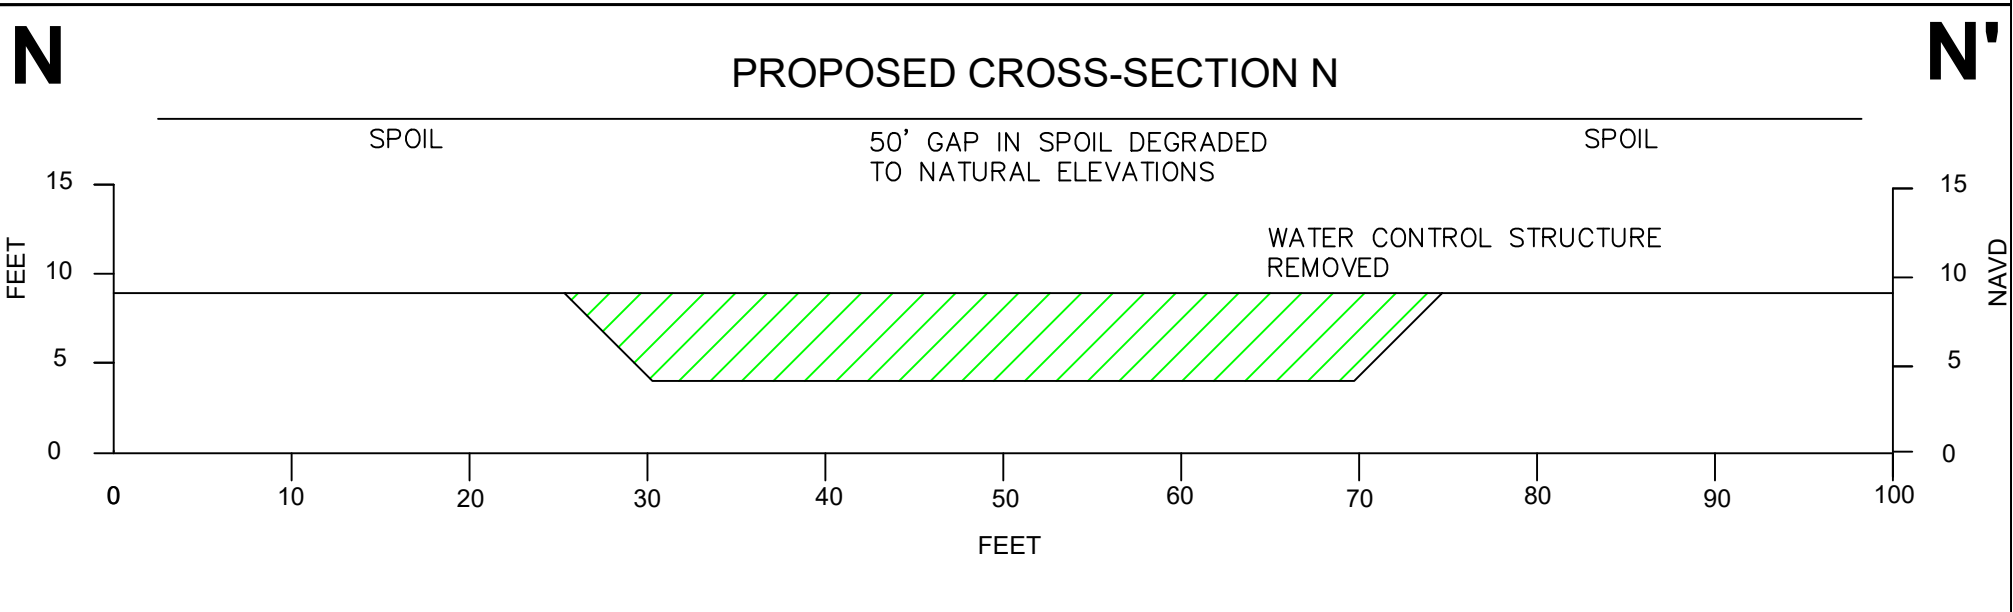 N
N'
PROPOSED CROSS-SECTION N
SPOIL
50' GAP IN SPOIL DEGRADED
TO NATURAL ELEVATIONS
SPOIL
WATER CONTROL STRUCTURE
REMOVED
FEET
15
10
5
0
15
10
5
0
NAVD
0 10 20 30 40 50 60 70 80 90 100
FEET